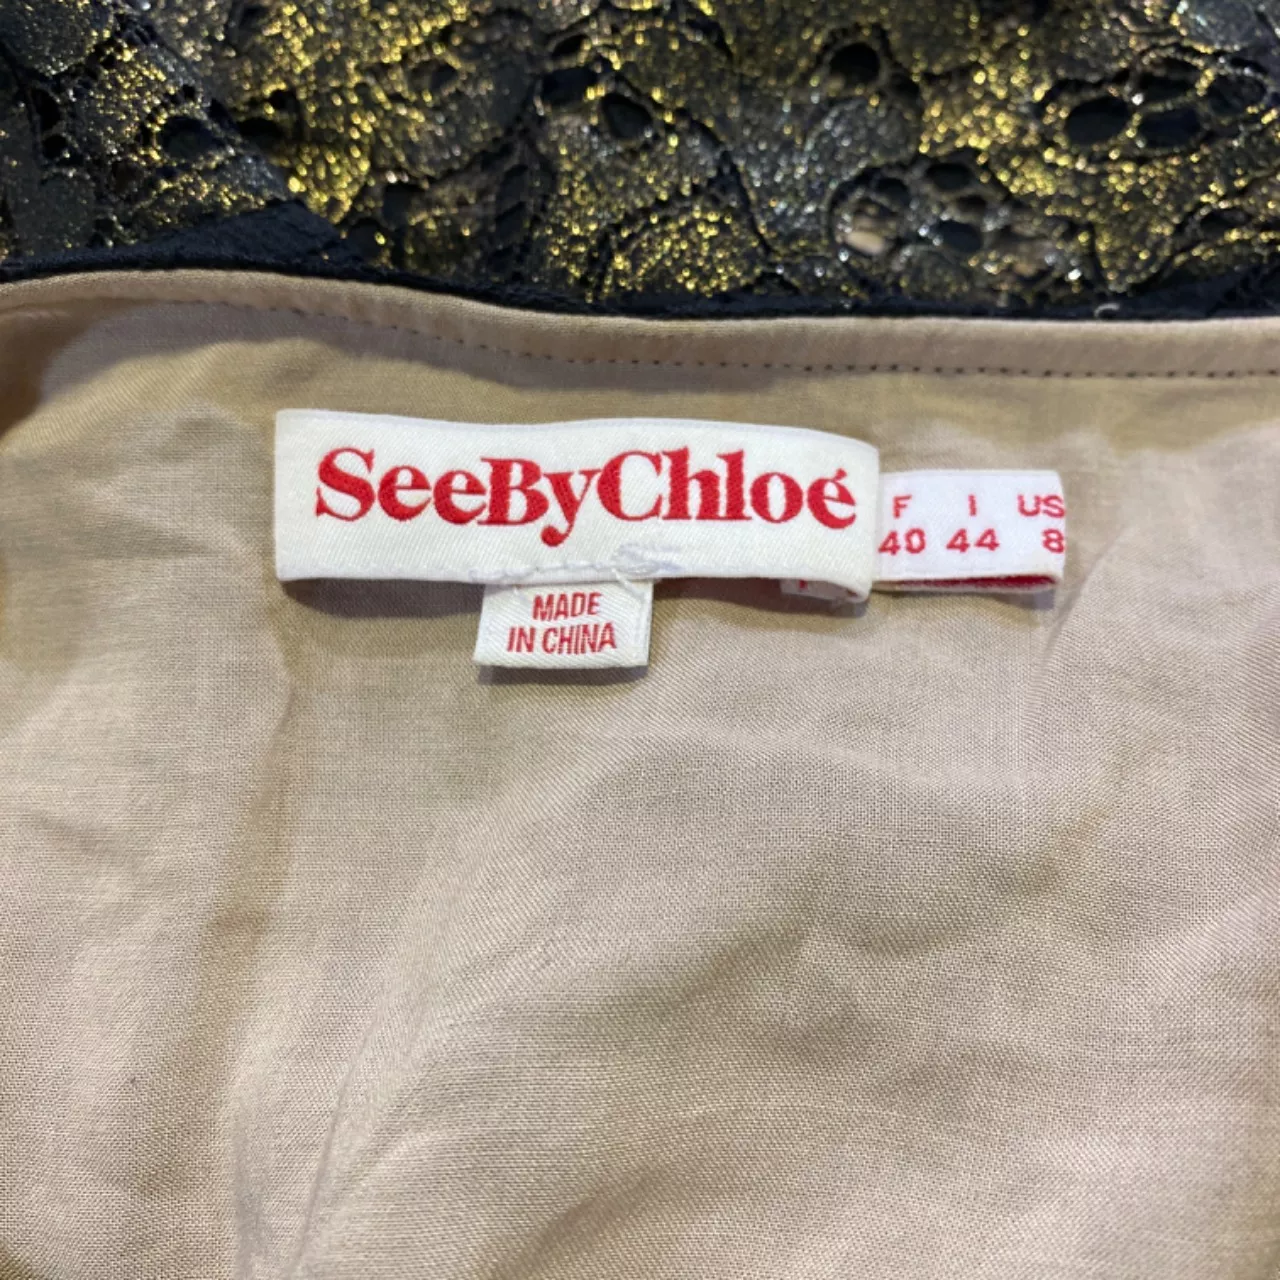 SeeByChloé
F I US
40 44 8
MADE
IN CHINA